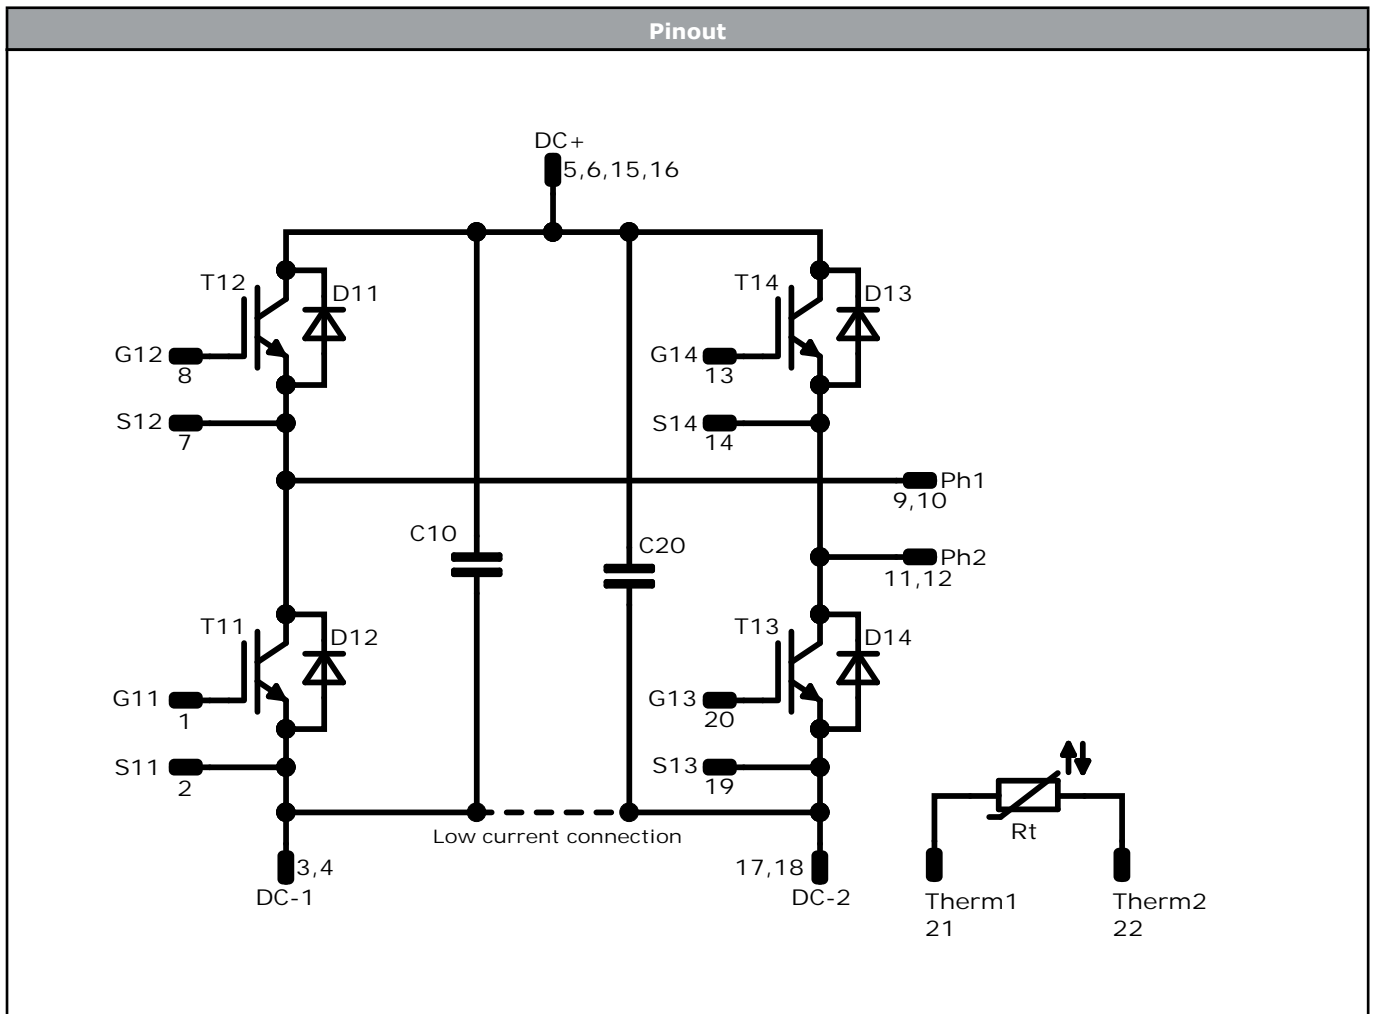 Pinout
DC+
5,6,15,16
T12
D11
T14
D13
G12
8
G14
13
S12
7
S14
14
Ph1
9,10
C10
C20
Ph2
11,12
T11
D12
T13
D14
G11
1
G13
20
S11
2
S13
19
Low current connection
Rt
3,4
DC-1
17,18
DC-2
Therm1
21
Therm2
22